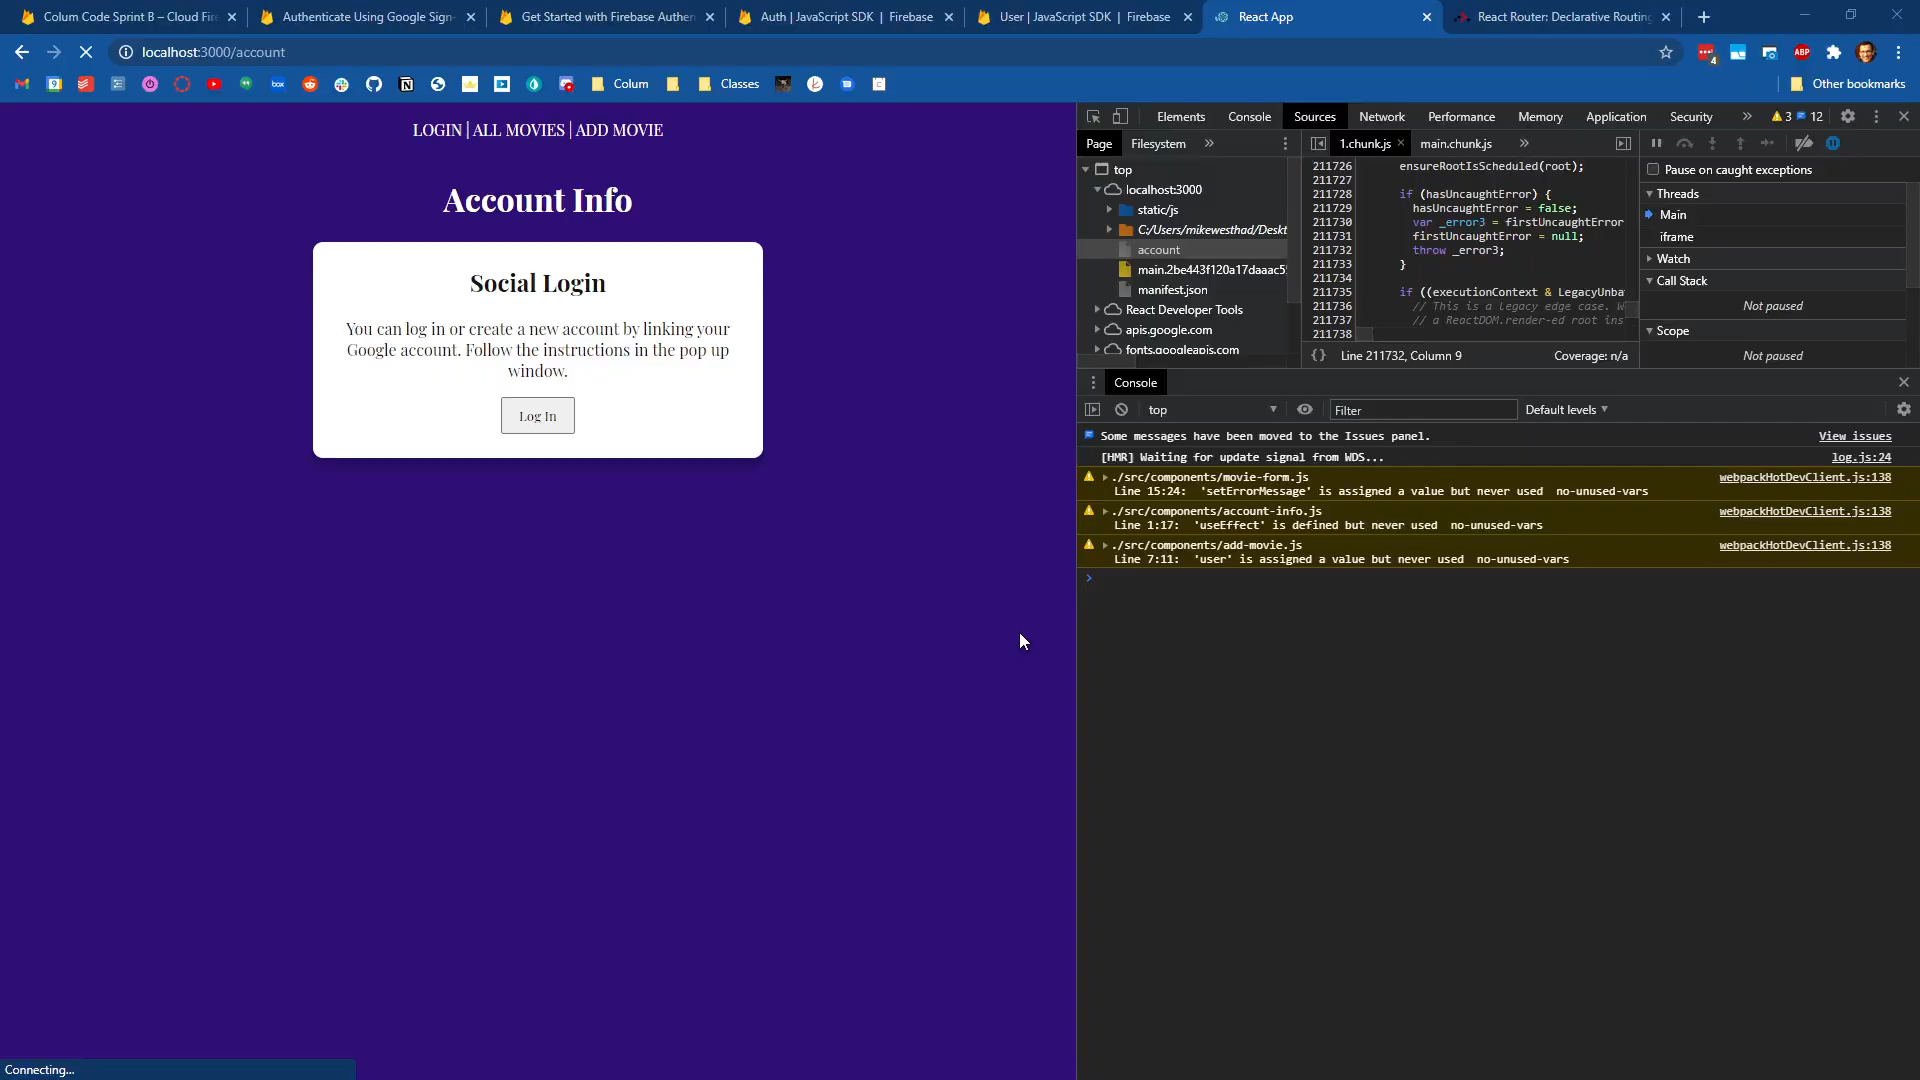 Colum Code Sprint B – Cloud Fire
Authenticate Using Google Sign-
Get Started with Firebase Authen
Auth | JavaScript SDK | Firebase
User | JavaScript SDK | Firebase
React App
React Router: Declarative Routing
localhost:3000/account
Colum
Classes
Other bookmarks
LOGIN | ALL MOVIES | ADD MOVIE
Account Info
Social Login
You can log in or create a new account by linking your
Google account. Follow the instructions in the pop up
window.
Log In
Connecting...
Elements
Console
Sources
Network
Performance
Memory
Application
Security
3
12
Page
Filesystem
top
localhost:3000
static/js
C:/Users/mikewesthad/Deskt
account
main.2be443f120a17daaac5
manifest.json
React Developer Tools
apis.google.com
fonts.googleapis.com
1.chunk.js
main.chunk.js
211726 ensureRootIsScheduled(root);
211727
211728 if (hasUncaughtError) {
211729 hasUncaughtError = false;
211730 var _error3 = firstUncaughtError
211731 firstUncaughtError = null;
211732 throw _error3;
211733 }
211734
211735 if ((executionContext & LegacyUnba
211736 // This is a legacy edge case. W
211737 // a ReactDOM.render-ed root ins
211738
{} Line 211732, Column 9
Coverage: n/a
Pause on caught exceptions
Threads
Main
iframe
Watch
Call Stack
Not paused
Scope
Not paused
Console
top
Filter
Default levels
Some messages have been moved to the Issues panel.
View issues
[HMR] Waiting for update signal from WDS...
log.js:24
./src/components/movie-form.js
webpackHotDevClient.js:138
Line 15:24: 'setErrorMessage' is assigned a value but never used no-unused-vars
./src/components/account-info.js
webpackHotDevClient.js:138
Line 1:17: 'useEffect' is defined but never used no-unused-vars
./src/components/add-movie.js
webpackHotDevClient.js:138
Line 7:11: 'user' is assigned a value but never used no-unused-vars